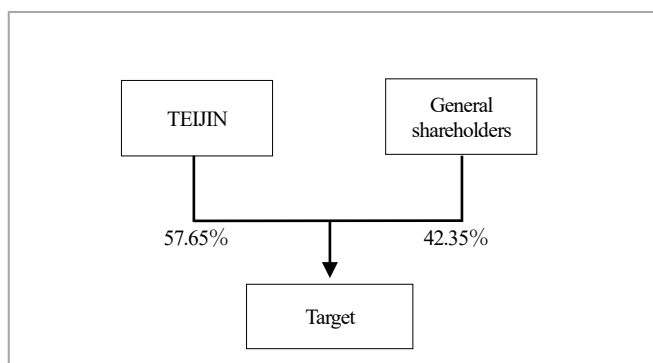 TEIJIN
General
shareholders
57.65%
42.35%
Target